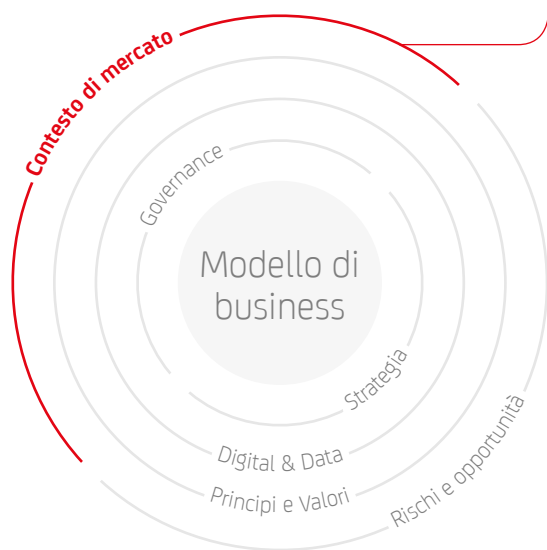 Contesto di mercato
Governance
Modello di
business
Strategia
Digital & Data
Principi e Valori
Rischi e opportunità